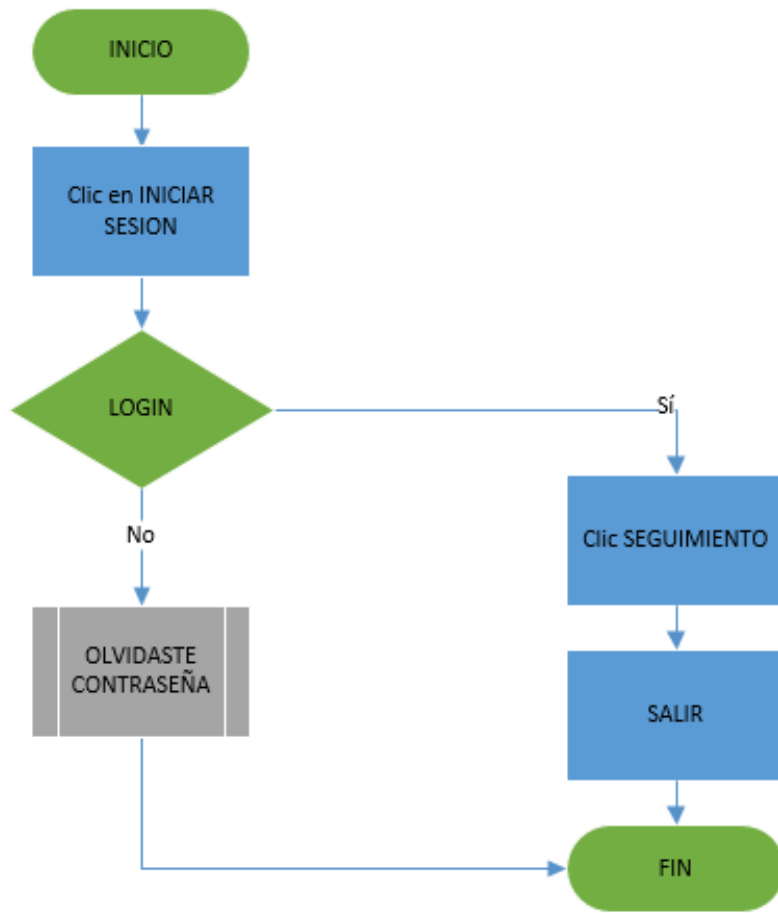 INICIO
Clic en INICIAR
SESION
LOGIN
Sí
No
Clic SEGUIMIENTO
OLVIDASTE
CONTRASEÑA
SALIR
FIN